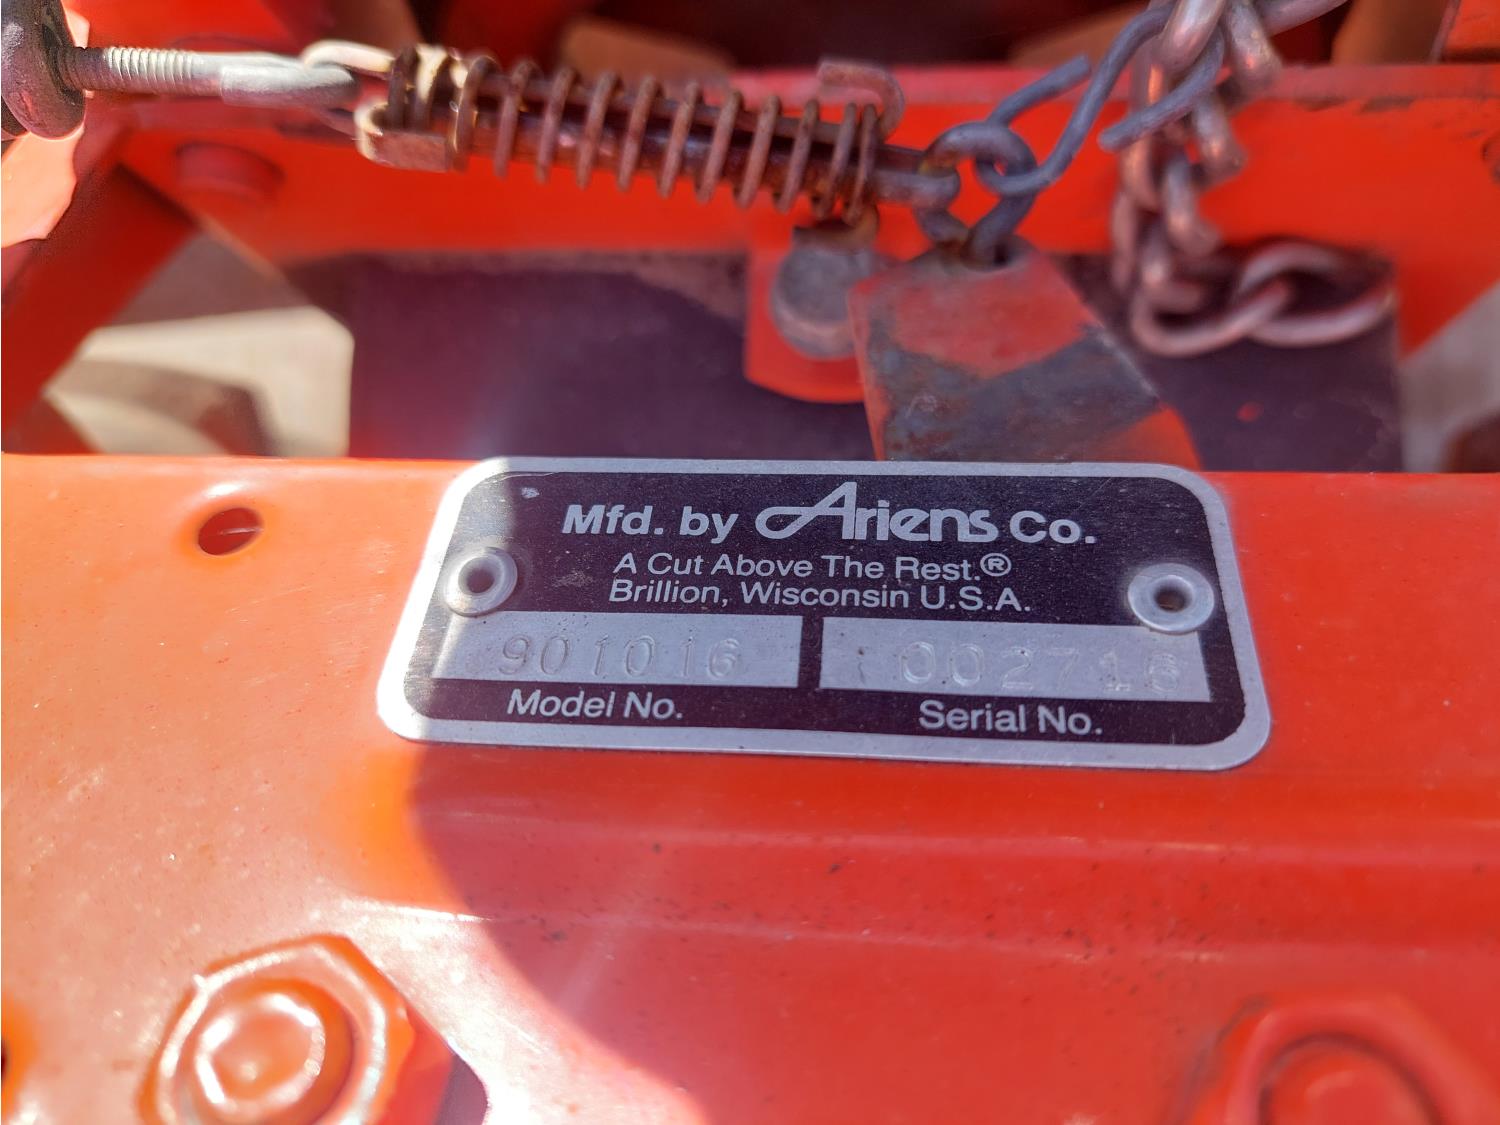 Mfd. by Ariens Co.
A Cut Above The Rest.®
Brillion, Wisconsin U.S.A.
901016 002716
Model No. Serial No.